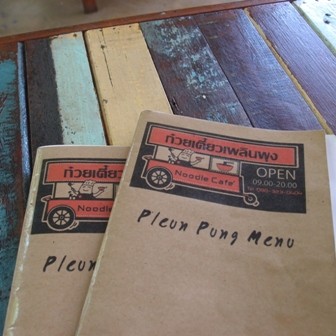 ก๋วยเตี๋ยวเพลินพุง
Noodle Cafe'
OPEN
09.00-20.00
Pleun Pung Menu
ก๋วยเตี๋ยว
Noodle
Pleun